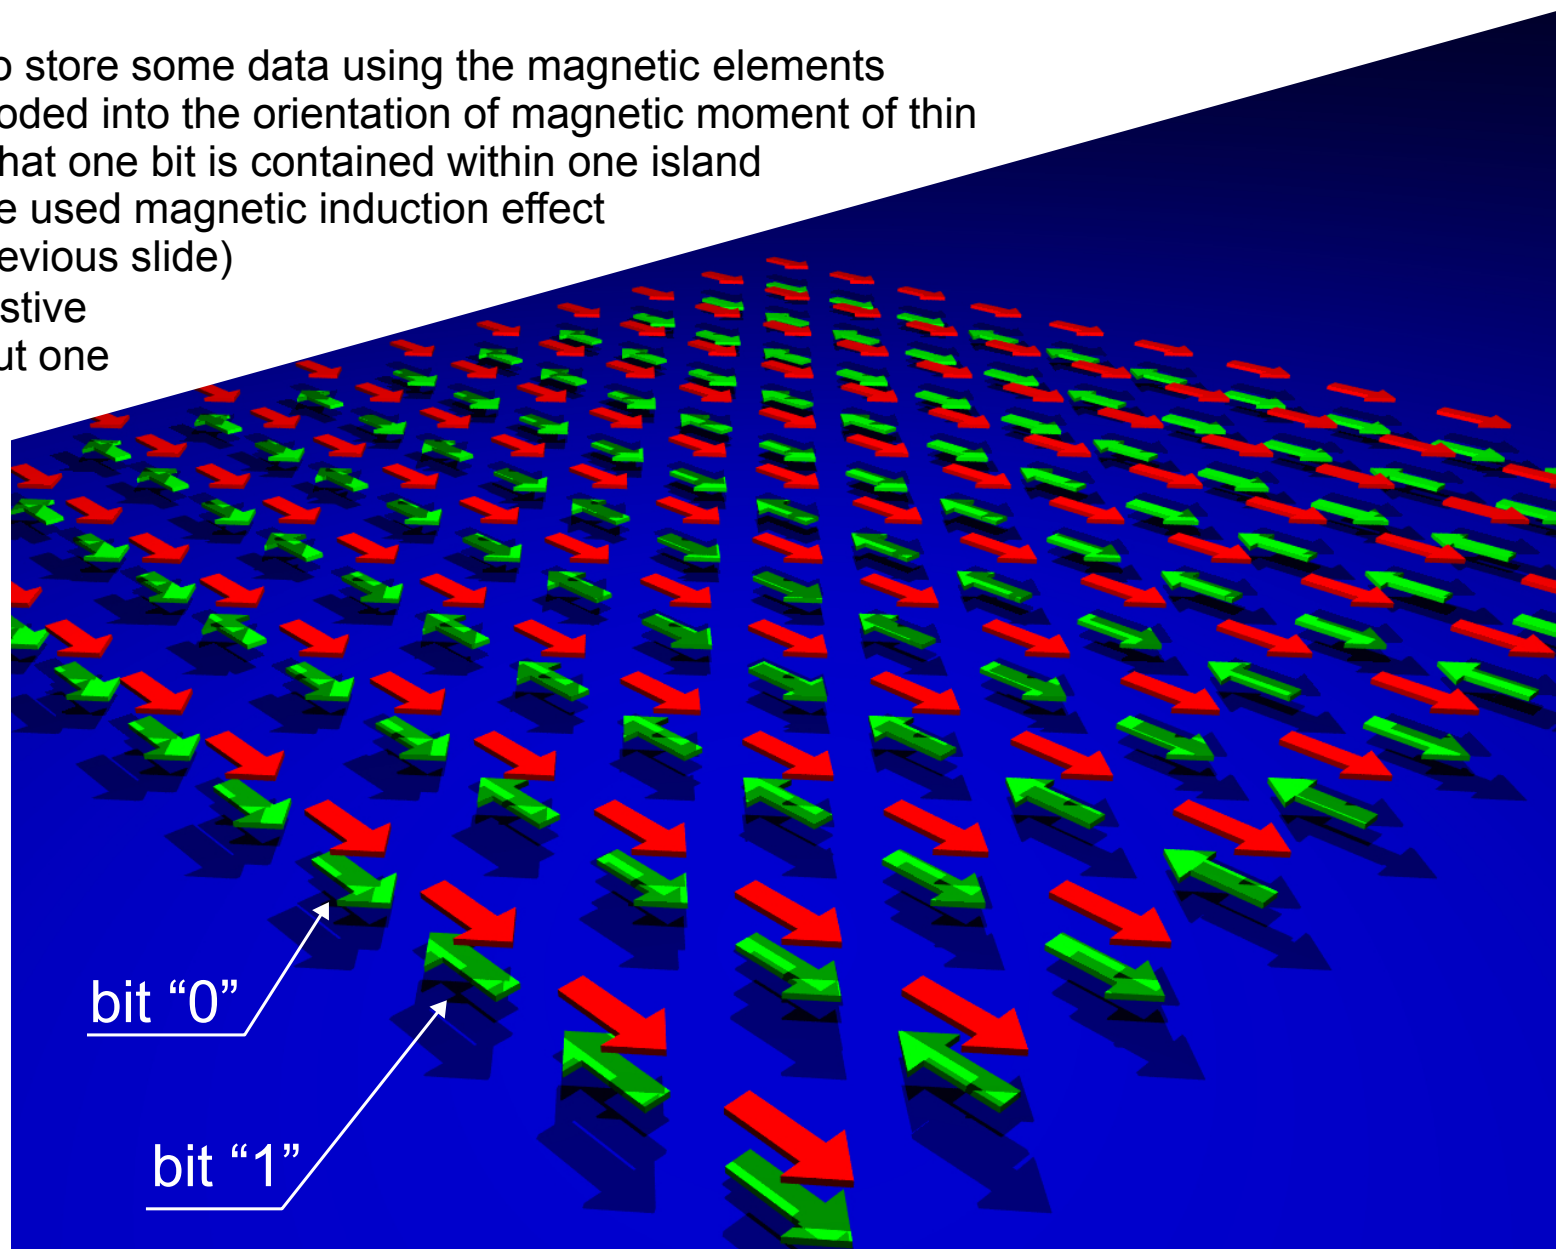 store some data using the magnetic elements
oded into the orientation of magnetic moment of thin
hat one bit is contained within one island
e used magnetic induction effect
evious slide)
stive
ut one
bit “0”
bit “1”